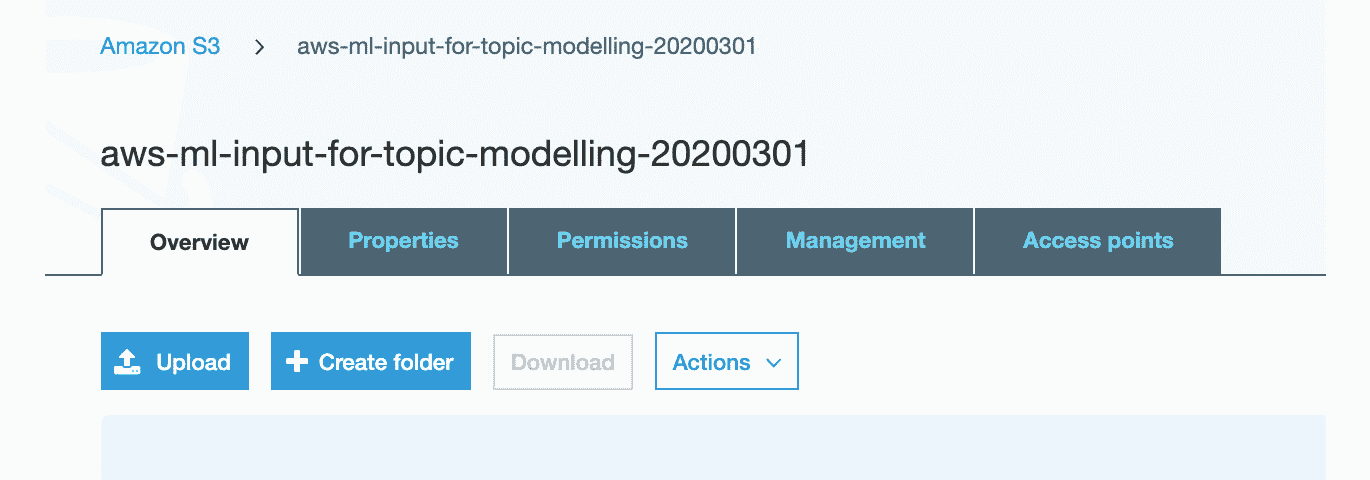 Amazon S3 > aws-ml-input-for-topic-modelling-20200301
aws-ml-input-for-topic-modelling-20200301
Overview Properties Permissions Management Access points
Upload Create folder Download Actions